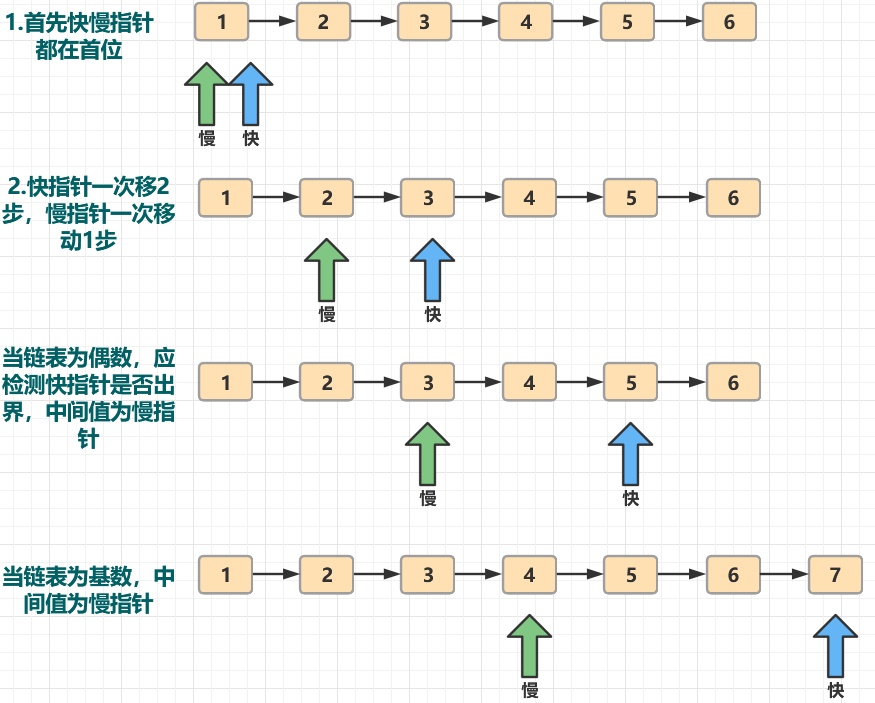 1.首先快慢指针
都在首位
1 2 3 4 5 6
慢 快
2.快指针一次移2
步，慢指针一次移
动1步
1 2 3 4 5 6
慢 快
当链表为偶数，应
检测快指针是否出
界，中间值为慢指
针
1 2 3 4 5 6
慢 快
当链表为基数，中
间值为慢指针
1 2 3 4 5 6 7
慢 快